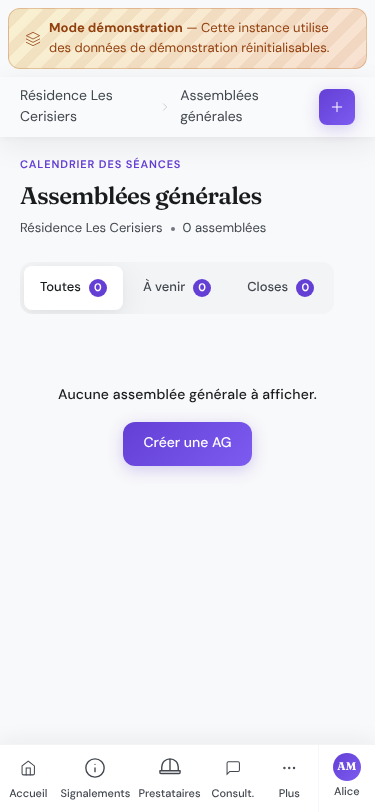 Mode démonstration — Cette instance utilise
des données de démonstration réinitialisables.
Résidence Les
Cerisiers
Assemblées
générales
CALENDRIER DES SÉANCES
Assemblées générales
Résidence Les Cerisiers • 0 assemblées
Toutes 0 À venir 0 Closes 0
Aucune assemblée générale à afficher.
Créer une AG
AM
Accueil Signalements Prestataires Consult. Plus Alice